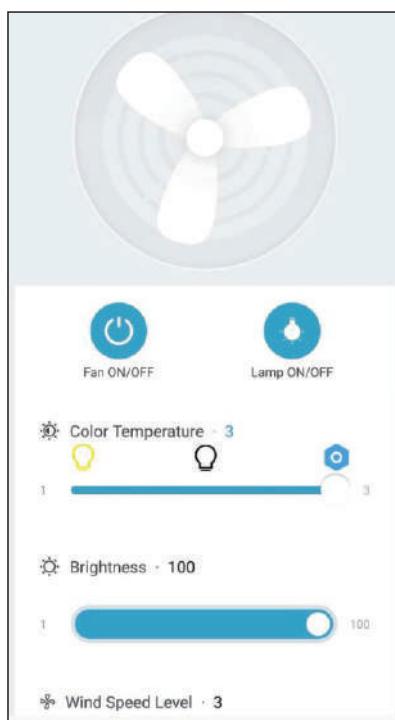 Fan ON/OFF Lamp ON/OFF
Color Temperature · 3
1 3
Brightness · 100
1 100
Wind Speed Level · 3